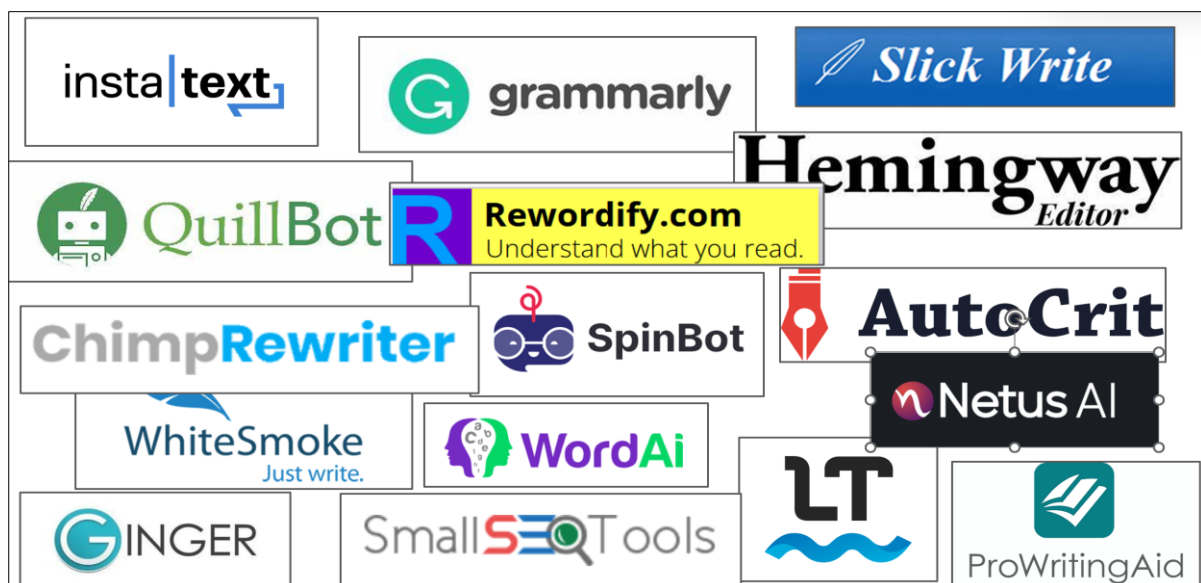 insta|text
grammarly
Slick Write
Hemingway
Editor
QuillBot
R
Rewordify.com
Understand what you read.
ChimpRewriter
SpinBot
AutoCrit
Netus AI
WhiteSmoke
Just write.
WordAi
LT
GINGER
SmallSEOTools
ProWritingAid